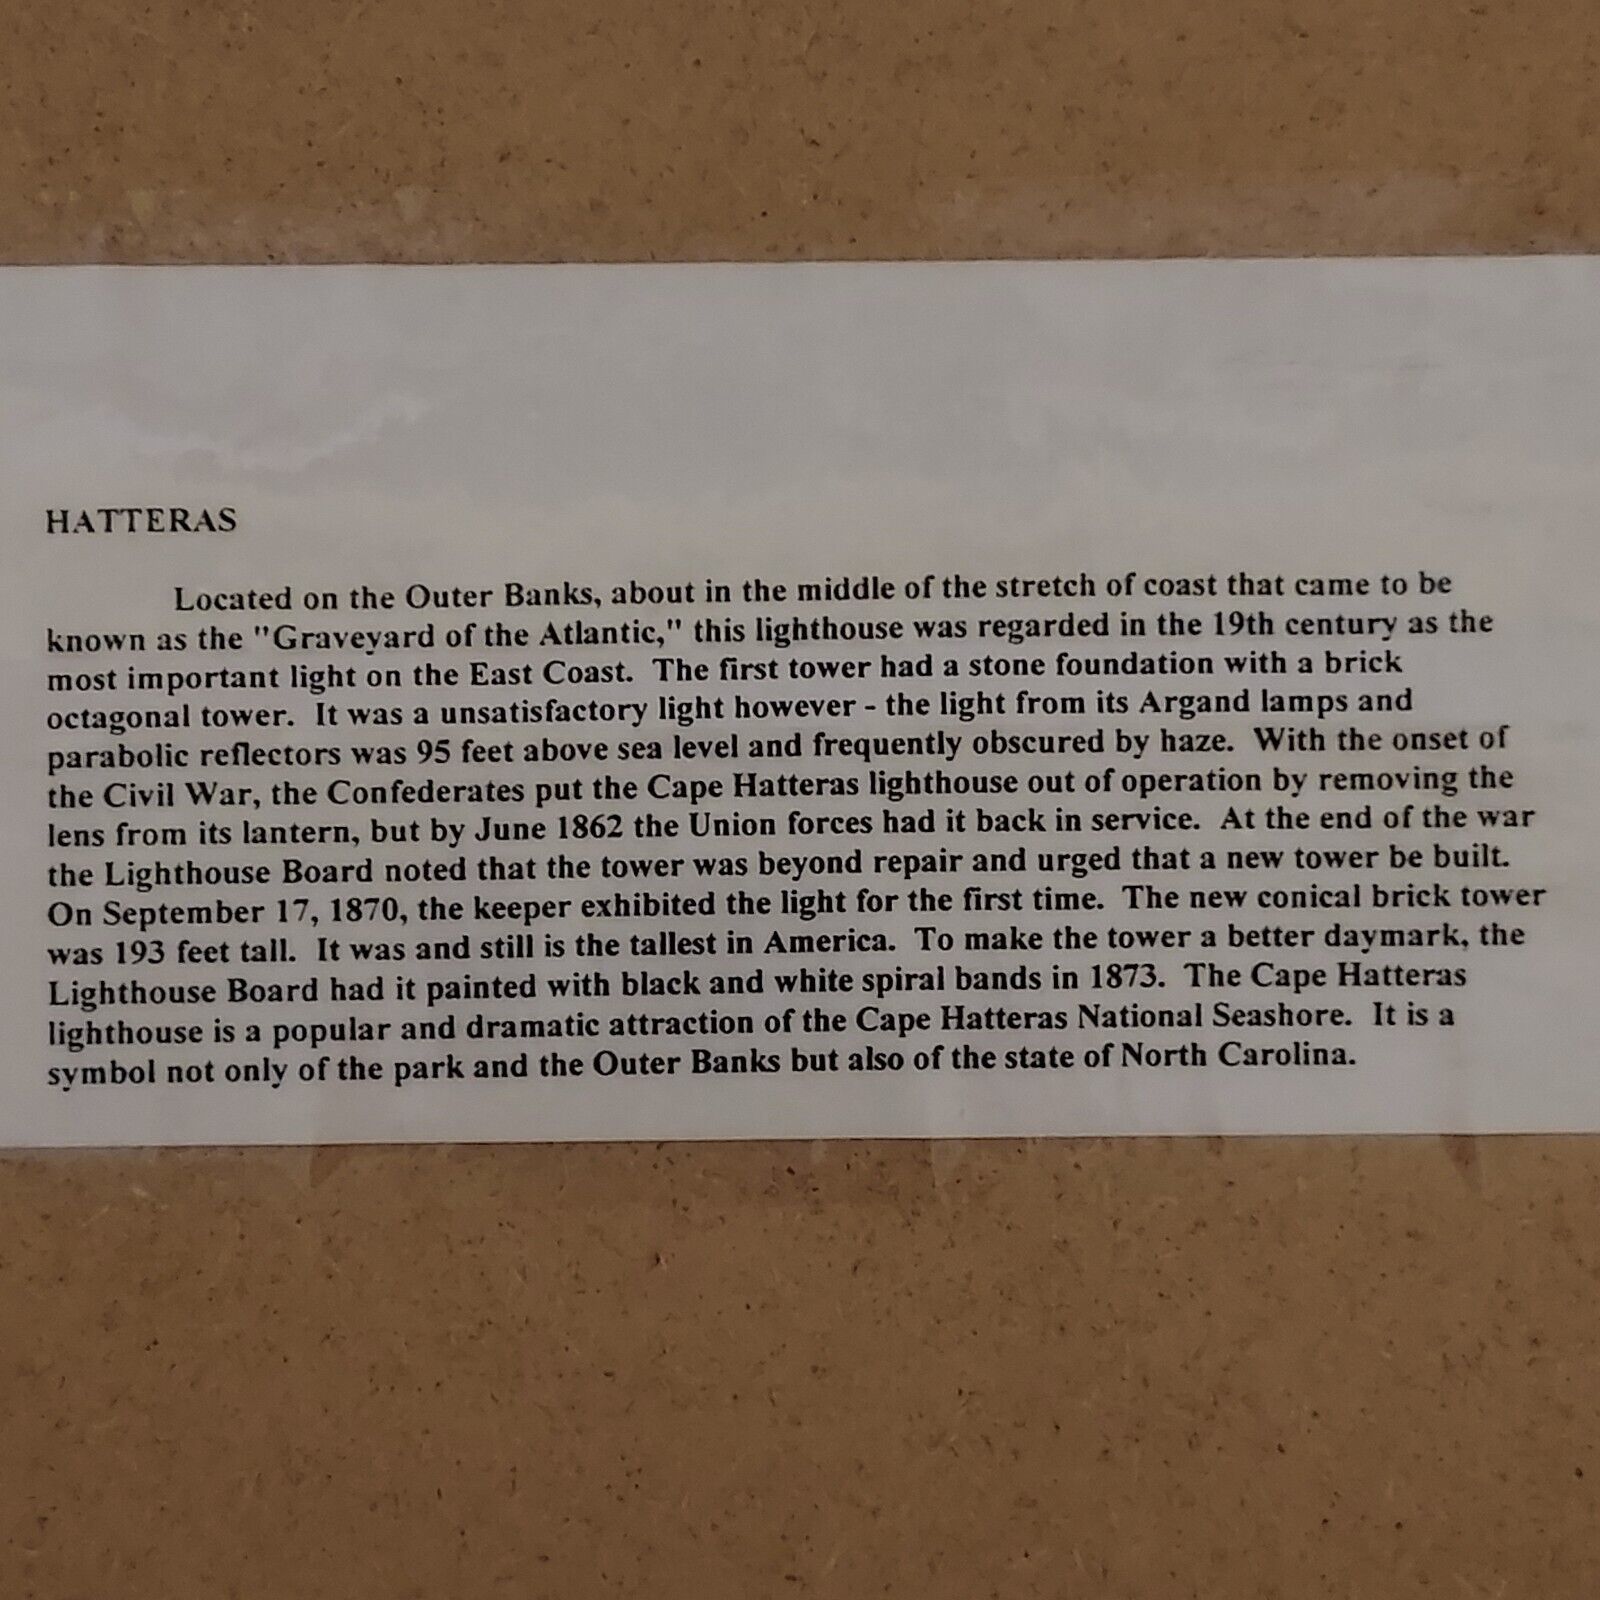 HATTERAS
Located on the Outer Banks, about in the middle of the stretch of coast that came to be
known as the "Graveyard of the Atlantic," this lighthouse was regarded in the 19th century as the
most important light on the East Coast. The first tower had a stone foundation with a brick
octagonal tower. It was a unsatisfactory light however - the light from its Argand lamps and
parabolic reflectors was 95 feet above sea level and frequently obscured by haze. With the onset of
the Civil War, the Confederates put the Cape Hatteras lighthouse out of operation by removing the
lens from its lantern, but by June 1862 the Union forces had it back in service. At the end of the war
the Lighthouse Board noted that the tower was beyond repair and urged that a new tower be built.
On September 17, 1870, the keeper exhibited the light for the first time. The new conical brick tower
was 193 feet tall. It was and still is the tallest in America. To make the tower a better daymark, the
Lighthouse Board had it painted with black and white spiral bands in 1873. The Cape Hatteras
lighthouse is a popular and dramatic attraction of the Cape Hatteras National Seashore. It is a
symbol not only of the park and the Outer Banks but also of the state of North Carolina.